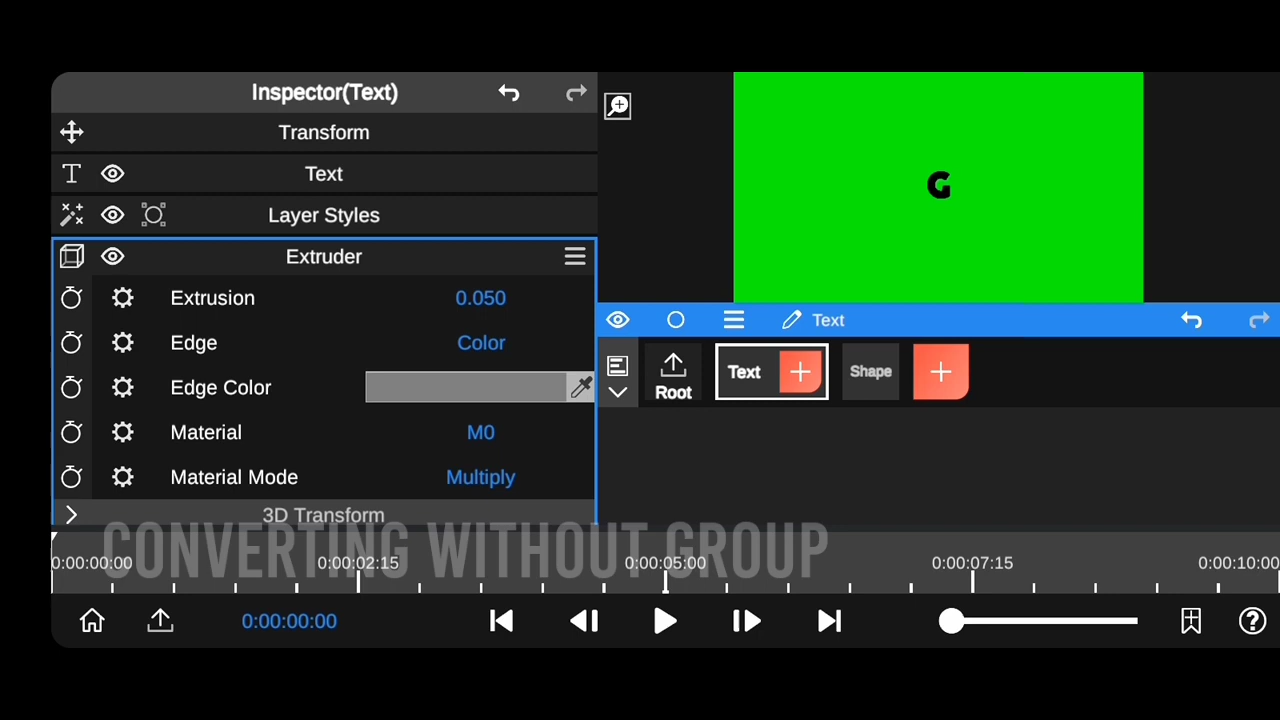 Inspector(Text)
Transform
Text
Layer Styles
Extruder
Extrusion 0.050
Edge Color
Edge Color
Material M0
Material Mode Multiply
3D Transform
G
Text
Root Text Shape
CONVERTING WITHOUT GROUP
0:00:00:00 0:00:02:15 0:00:05:00 0:00:07:15 0:00:10:00
0:00:00:00